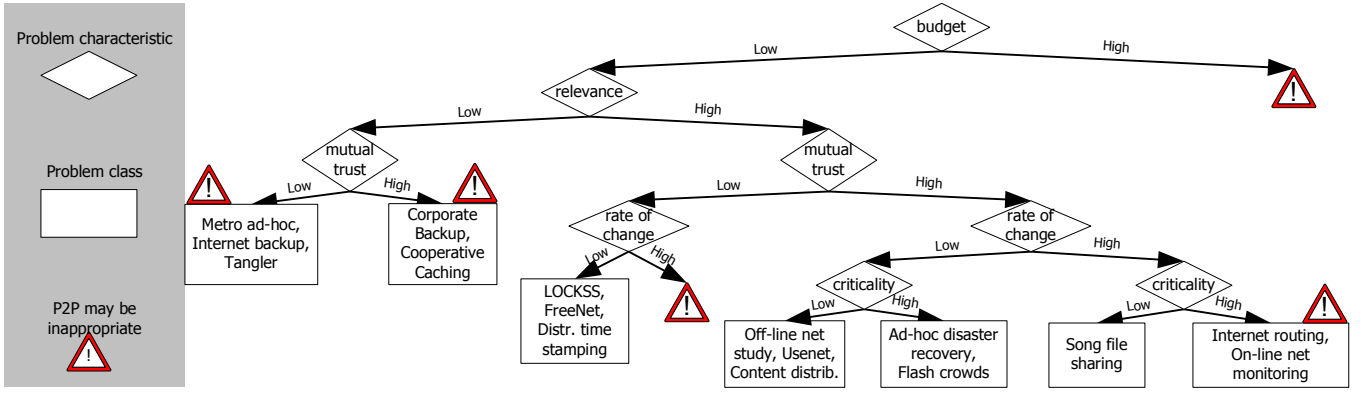 Problem characteristic
Problem class
P2P may be
inappropriate
!
budget
Low
High
!
relevance
Low
High
mutual
trust
Low
High
!
!
Metro ad-hoc,
Internet backup,
Tangler
Corporate
Backup,
Cooperative
Caching
mutual
trust
Low
High
rate of
change
Low
High
LOCKSS,
FreeNet,
Distr. time
stamping
!
rate of
change
Low
High
criticality
Low
High
Off-line net
study, Usenet,
Content distrib.
Ad-hoc disaster
recovery,
Flash crowds
criticality
Low
High
!
Song file
sharing
Internet routing,
On-line net
monitoring